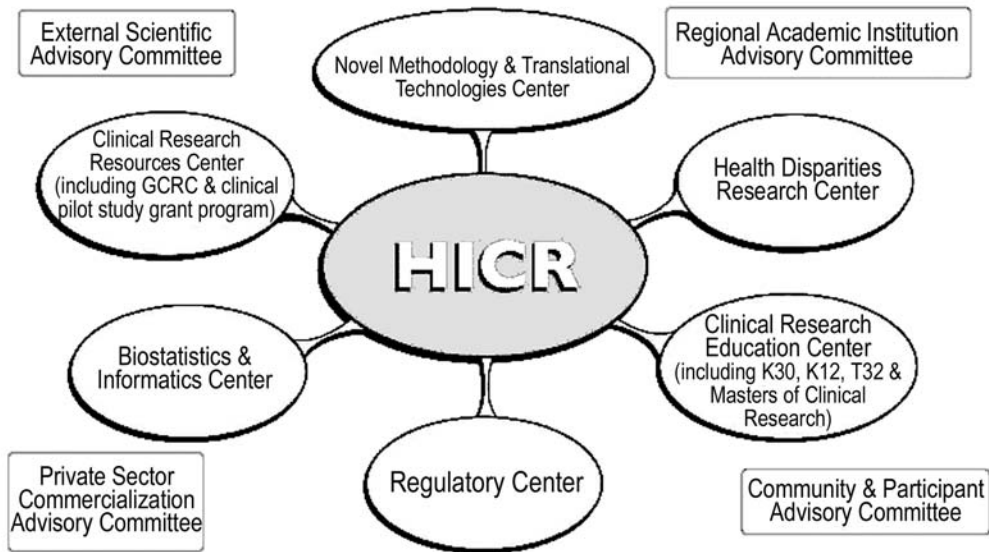 External Scientific
Advisory Committee
Novel Methodology & Translational
Technologies Center
Regional Academic Institution
Advisory Committee
Clinical Research
Resources Center
(including GCRC & clinical
pilot study grant program)
Health Disparities
Research Center
HICR
Biostatistics &
Informatics Center
Clinical Research
Education Center
(including K30, K12, T32 &
Masters of Clinical
Research)
Regulatory Center
Private Sector
Commercialization
Advisory Committee
Community & Participant
Advisory Committee